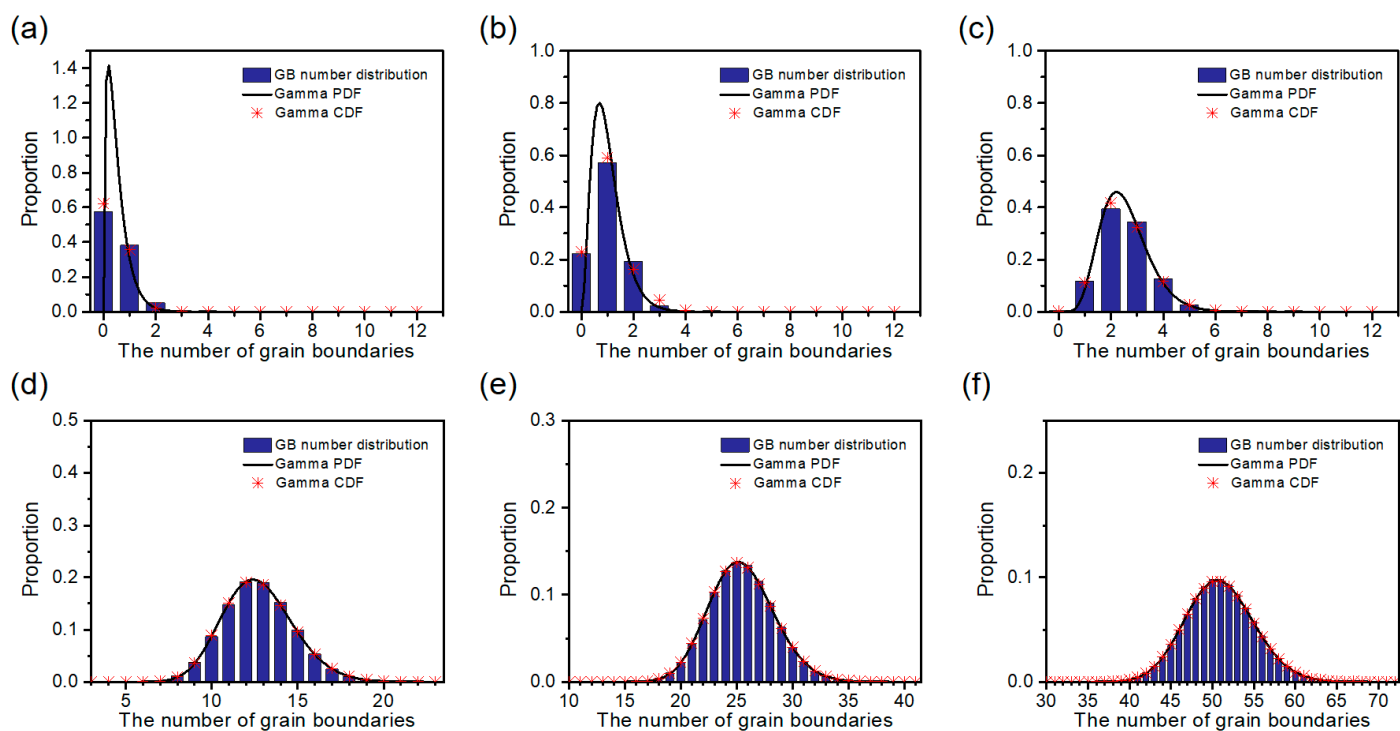 (a)
1.4
1.2
1.0
0.8
0.6
0.4
0.2
0.0
Proportion
GB number distribution
Gamma PDF
Gamma CDF
0 2 4 6 8 10 12
The number of grain boundaries
(b)
1.0
0.8
0.6
0.4
0.2
0.0
Proportion
GB number distribution
Gamma PDF
Gamma CDF
0 2 4 6 8 10 12
The number of grain boundaries
(c)
1.0
0.8
0.6
0.4
0.2
0.0
Proportion
GB number distribution
Gamma PDF
Gamma CDF
0 2 4 6 8 10 12
The number of grain boundaries
(d)
0.5
0.4
0.3
0.2
0.1
0.0
Proportion
GB number distribution
Gamma PDF
Gamma CDF
5 10 15 20
The number of grain boundaries
(e)
0.3
0.2
0.1
0.0
Proportion
GB number distribution
Gamma PDF
Gamma CDF
10 15 20 25 30 35 40
The number of grain boundaries
(f)
0.2
0.1
0.0
Proportion
GB number distribution
Gamma PDF
Gamma CDF
30 35 40 45 50 55 60 65 70
The number of grain boundaries